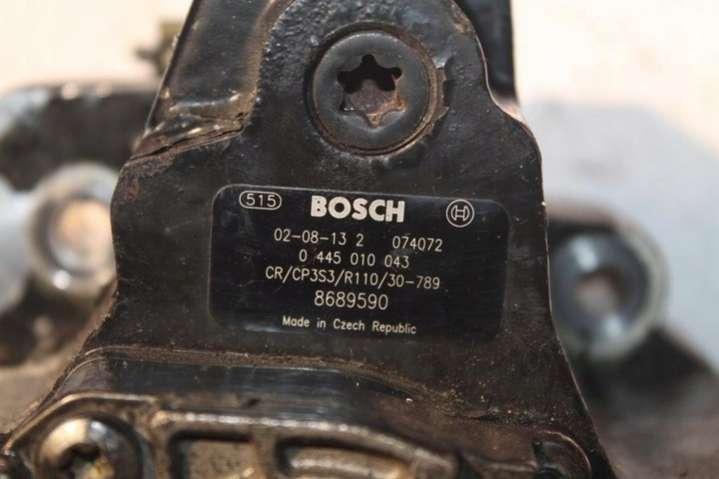 515 BOSCH H
02-08-13 2 074072
0 445 010 043
CR/CP3S3/R110/30-789
8689590
Made in Czech Republic